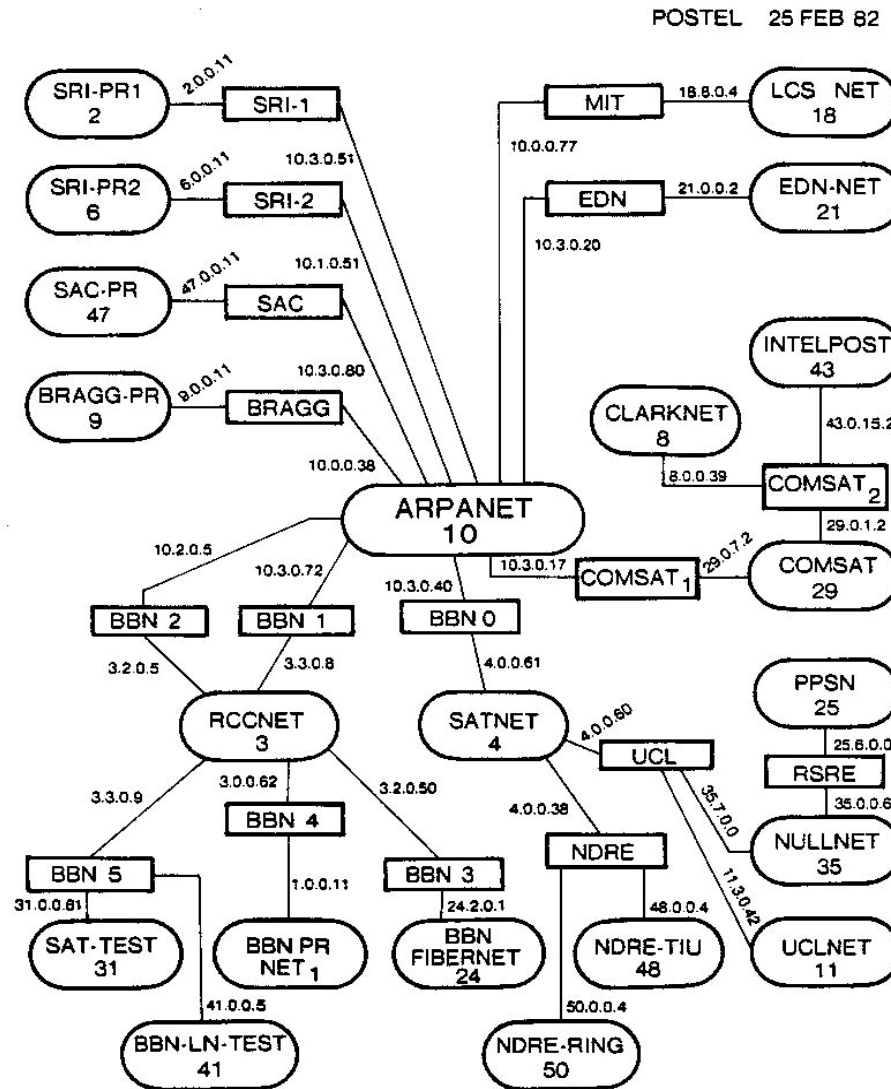 POSTEL 25 FEB 82
SRI-PR1
2
2.0.0.11
SRI-1
10.3.0.51
MIT
18.8.0.4
LCS NET
18
10.0.0.77
SRI-PR2
6
6.0.0.11
SRI-2
10.1.0.51
EDN
21.0.0.2
EDN-NET
21
10.3.0.20
SAC-PR
47
47.0.0.11
SAC
10.3.0.80
BRAGG-PR
9
9.0.0.11
BRAGG
10.0.0.38
INTELPOST
43
43.0.15.2
CLARKNET
8
18.0.0.39
COMSAT 2
29.0.1.2
ARPANET
10
10.3.0.17
COMSAT 1
29.0.7.2
COMSAT
29
10.2.0.5
10.3.0.72
10.3.0.40
BBN 2
BBN 1
BBN 0
3.2.0.5
3.3.0.8
4.0.0.61
RCCNET
3
SATNET
4
4.0.0.60
UCL
PPSN
25
25.6.0.0
RSRE
35.0.0.6
35.7.0.0
NULLNET
35
3.3.0.9
3.0.0.62
3.2.0.50
4.0.0.38
BBN 4
NDRE
11.3.0.42
BBN 5
31.0.0.61
1.0.0.11
BBN 3
24.2.0.1
48.0.0.4
SAT-TEST
31
BBN PR
NET 1
BBN
FIBERNET
24
NDRE-TIU
48
UCLNET
11
41.0.0.5
50.0.0.4
BBN-LN-TEST
41
NDRE-RING
50